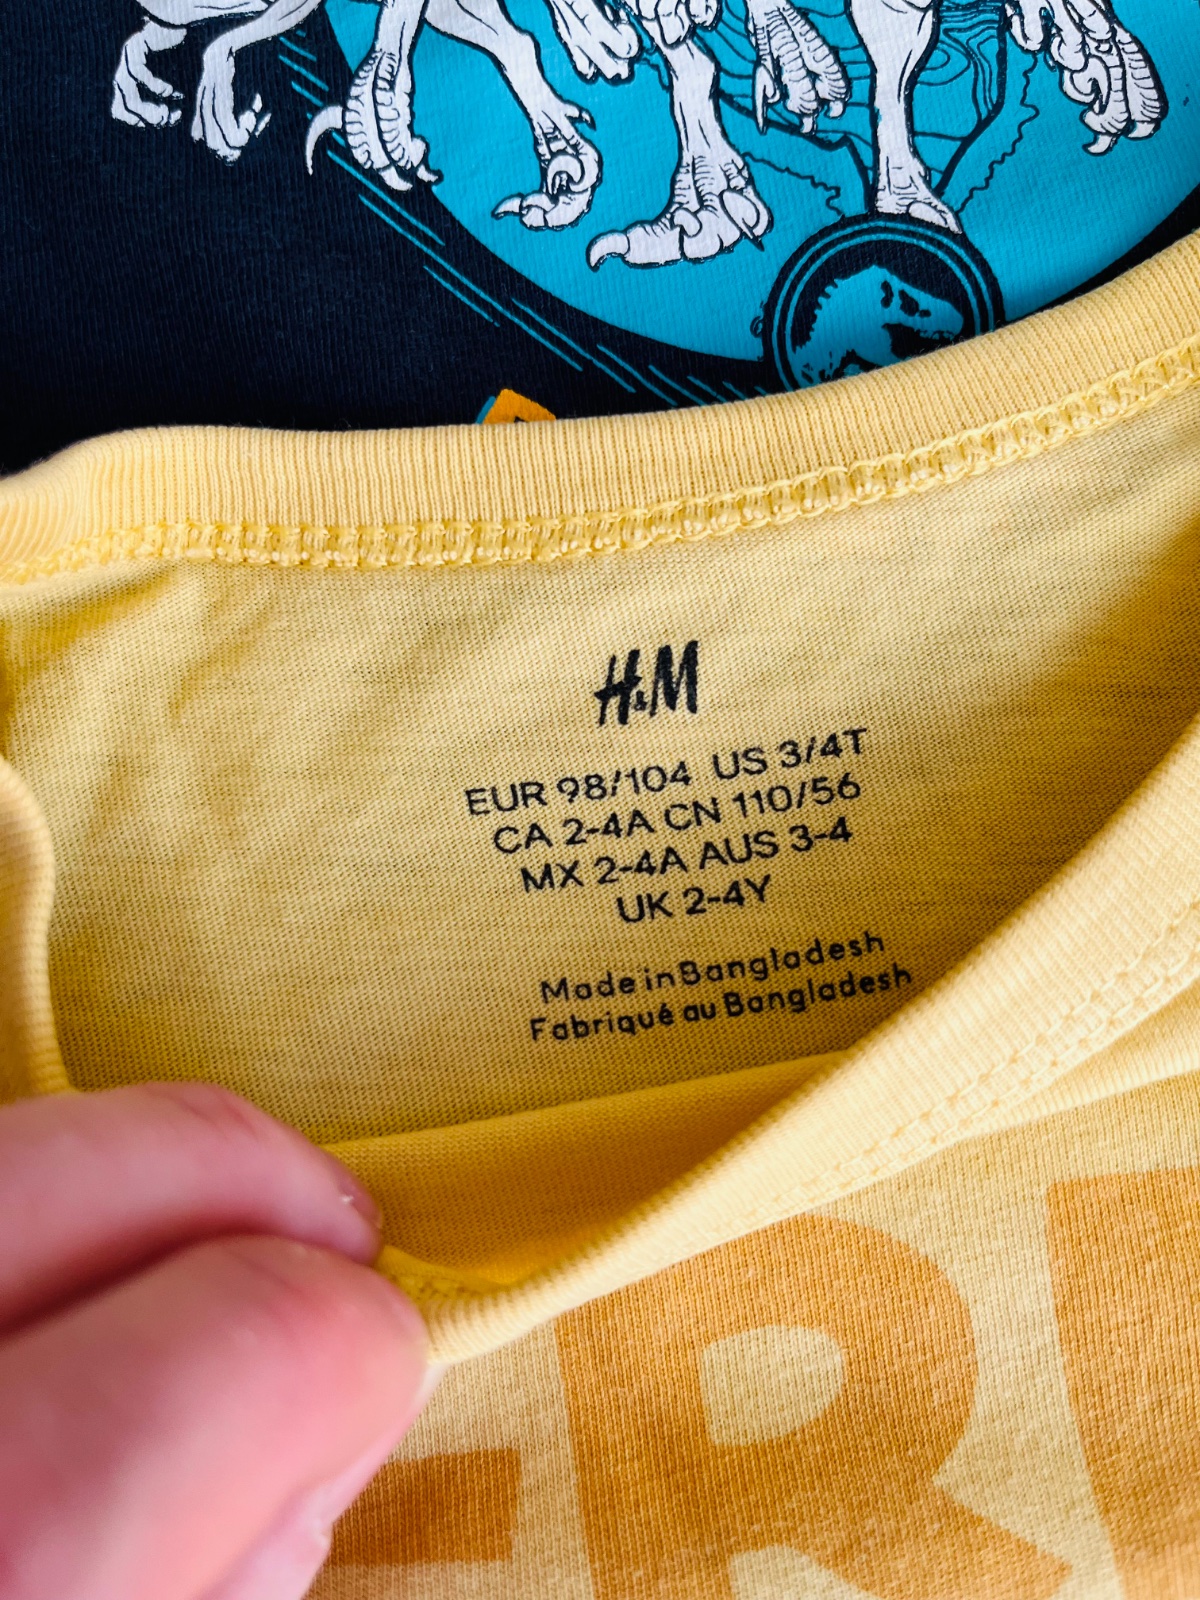 H&M
EUR 98/104 US 3/4T
CA 2-4A CN 110/56
MX 2-4A AUS 3-4
UK 2-4Y
Made in Bangladesh
Fabriqué au Bangladesh